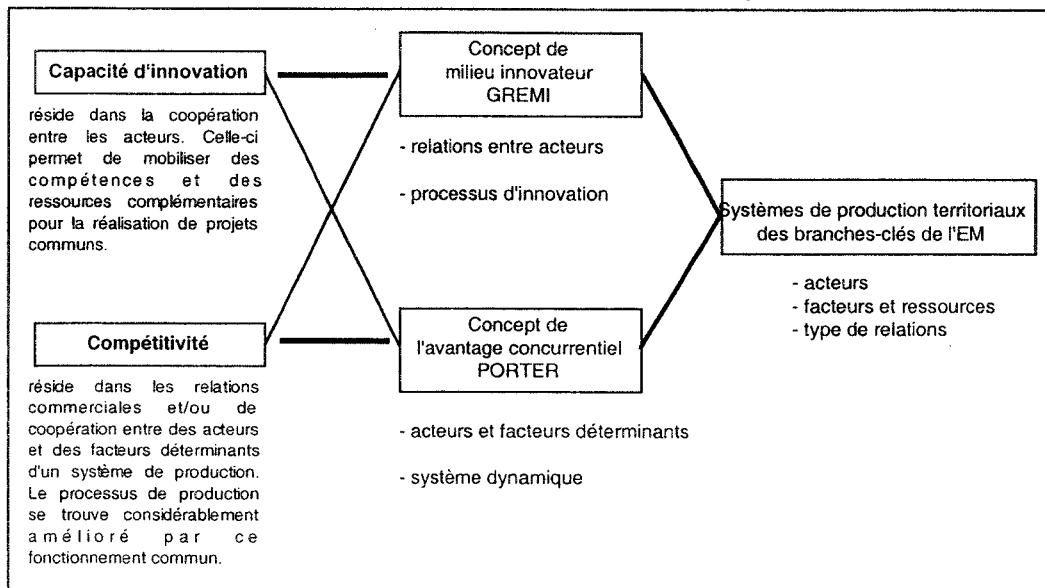 Capacité d'innovation
réside dans la coopération
entre les acteurs. Celle-ci
permet de mobiliser des
compétences et des
ressources complémentaires
pour la réalisation de projets
communs.
Compétitivité
réside dans les relations
commerciales et/ou de
coopération entre des acteurs
et des facteurs déterminants
d'un système de production.
Le processus de production
se trouve considérablement
amélioré par ce
fonctionnement commun.
Concept de
milieu innovateur
GREMI
- relations entre acteurs
- processus d'innovation
Concept de
l'avantage concurrentiel
PORTER
- acteurs et facteurs déterminants
- système dynamique
Systèmes de production territoriaux
des branches-clés de l'EM
- acteurs
- facteurs et ressources
- type de relations